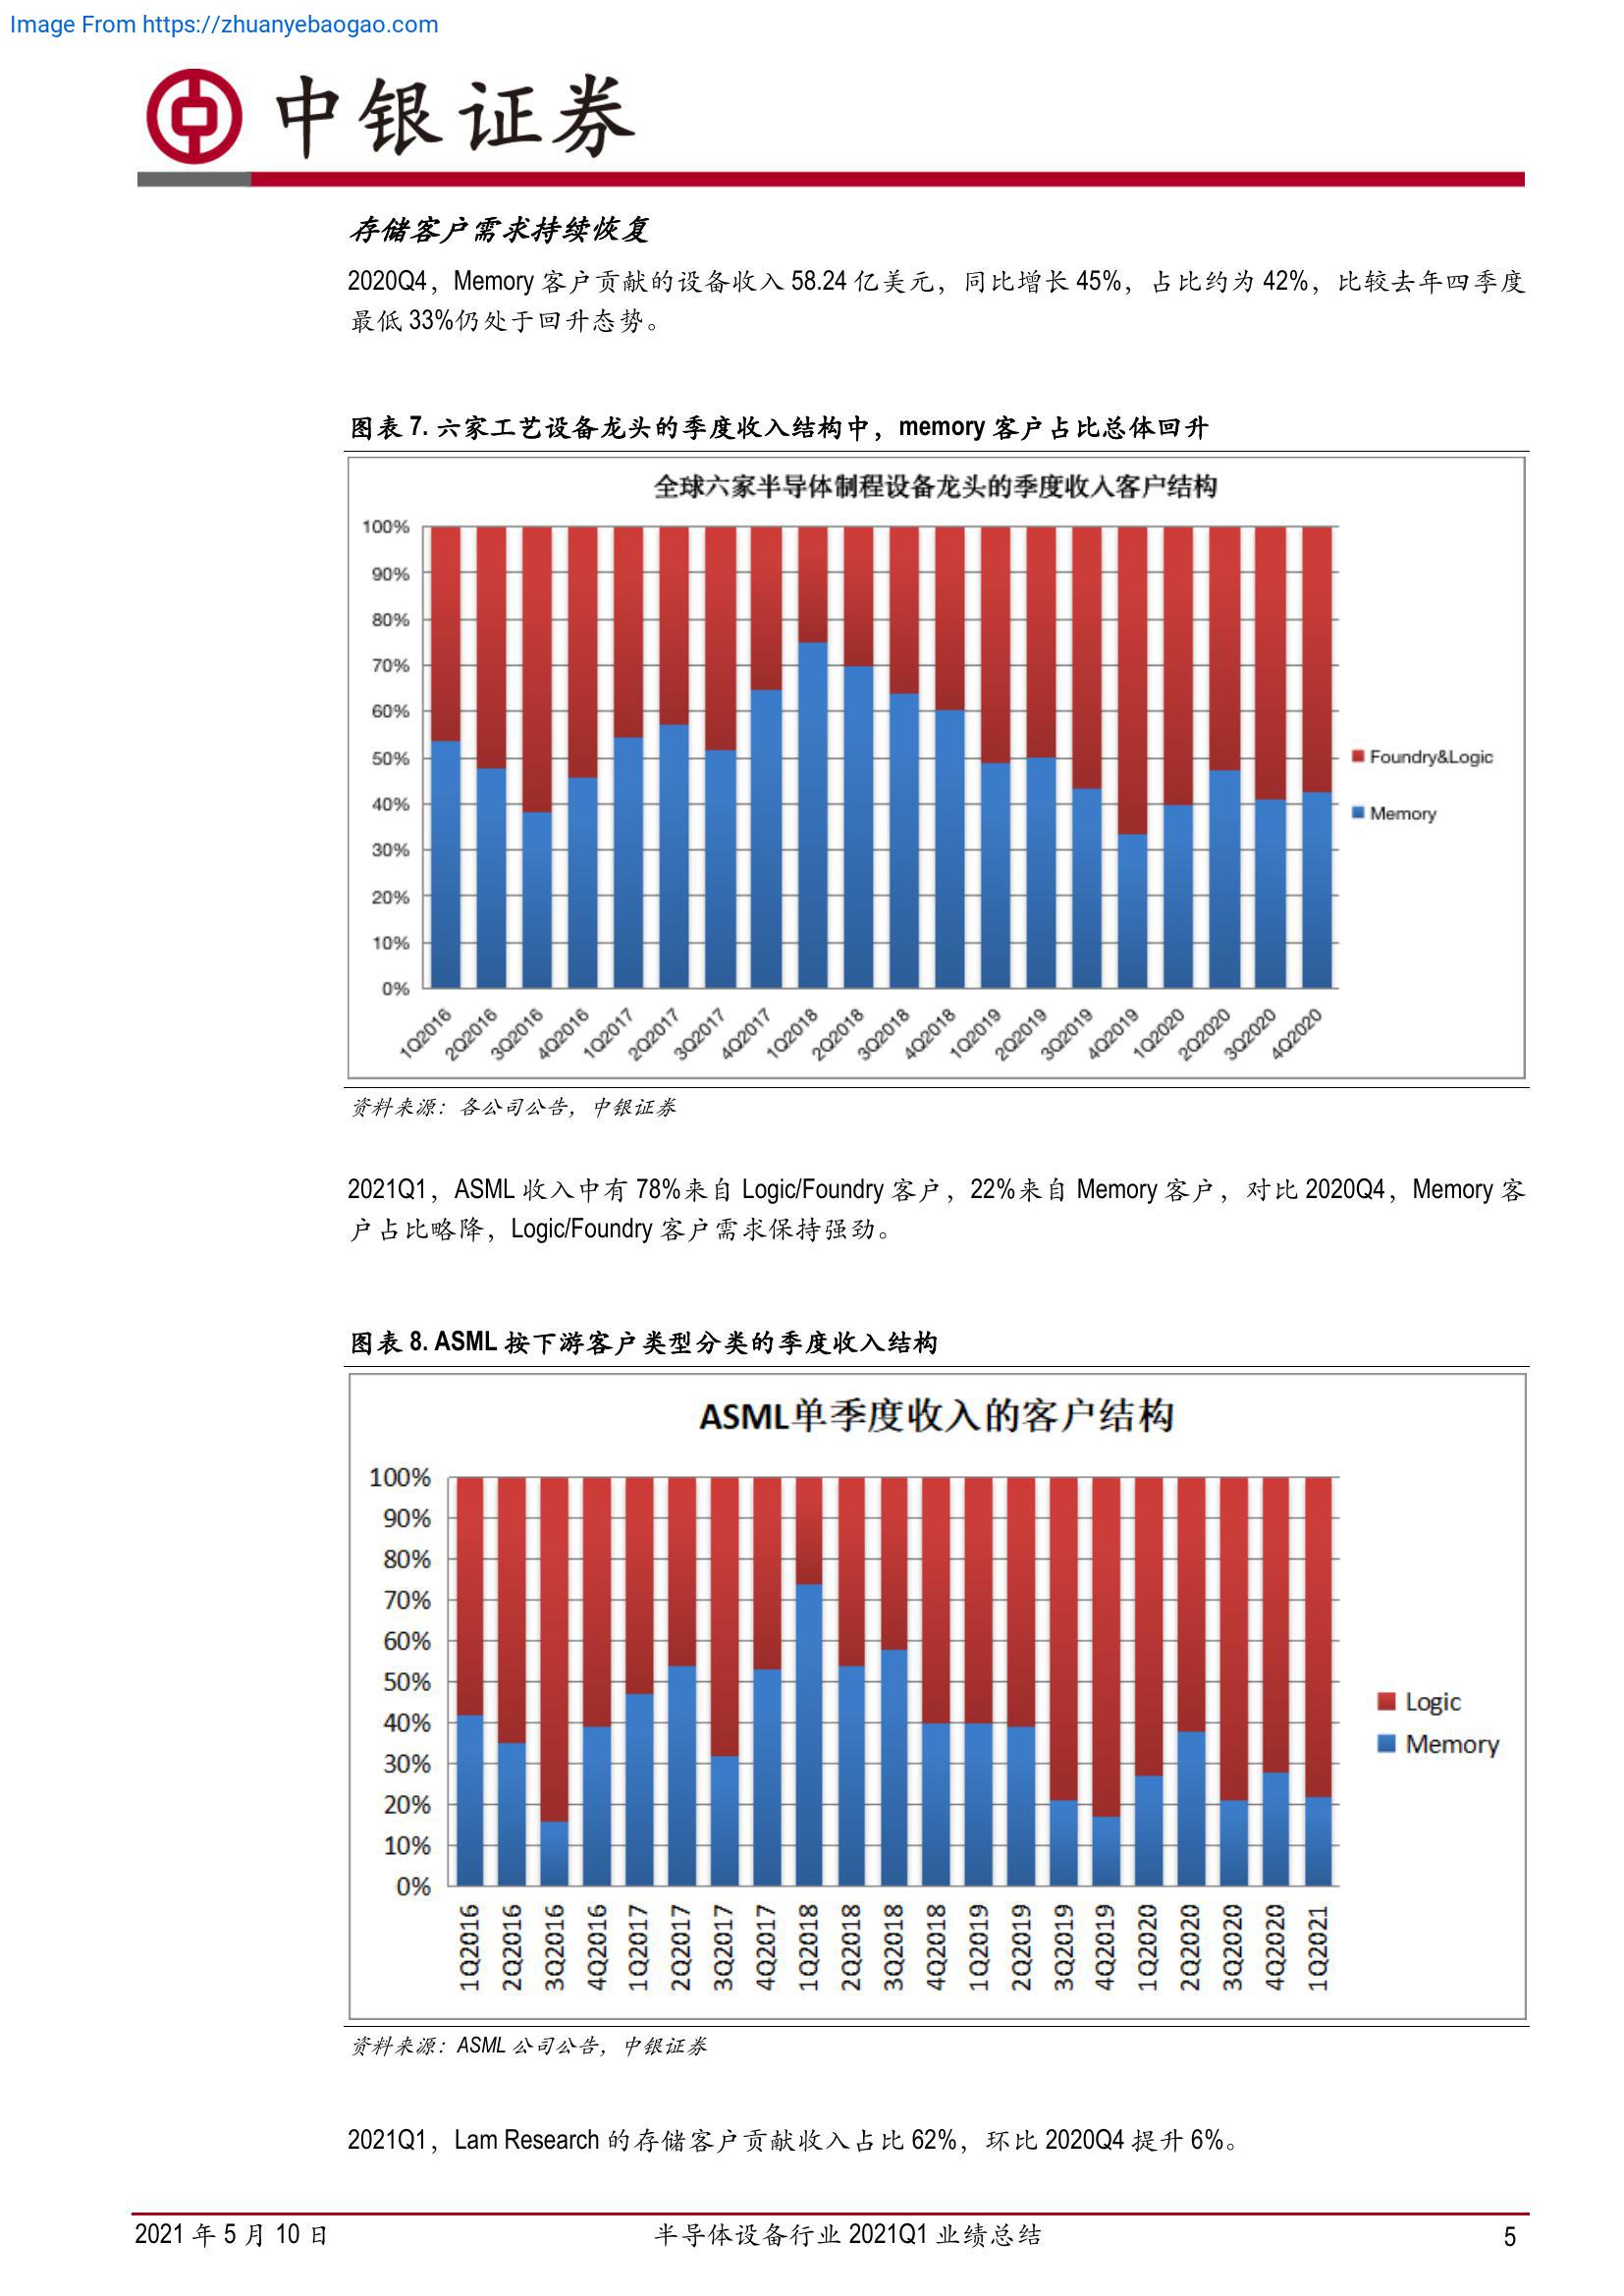 Image From https://zhuanyebaogao.com
中银证券
存储客户需求持续恢复
2020Q4，Memory 客户贡献的设备收入 58.24 亿美元，同比增长 45%，占比约为 42%，比较去年四季度
最低 33%仍处于回升态势。
图表 7. 六家工艺设备龙头的季度收入结构中，memory 客户占比总体回升
全球六家半导体制程设备龙头的季度收入客户结构
100%
90%
80%
70%
60%
50%
40%
30%
20%
10%
0%
Foundry&Logic
Memory
1Q2016 2Q2016 3Q2016 4Q2016 1Q2017 2Q2017 3Q2017 4Q2017 1Q2018 2Q2018 3Q2018 4Q2018 1Q2019 2Q2019 3Q2019 4Q2019 1Q2020 2Q2020 3Q2020 4Q2020
资料来源：各公司公告，中银证券
2021Q1，ASML 收入中有 78%来自 Logic/Foundry 客户，22%来自 Memory 客户，对比 2020Q4，Memory 客
户占比略降，Logic/Foundry 客户需求保持强劲。
图表 8. ASML 按下游客户类型分类的季度收入结构
ASML单季度收入的客户结构
100%
90%
80%
70%
60%
50%
40%
30%
20%
10%
0%
Logic
Memory
1Q2016 2Q2016 3Q2016 4Q2016 1Q2017 2Q2017 3Q2017 4Q2017 1Q2018 2Q2018 3Q2018 4Q2018 1Q2019 2Q2019 3Q2019 4Q2019 1Q2020 2Q2020 3Q2020 4Q2020 1Q2021
资料来源：ASML 公司公告，中银证券
2021Q1，Lam Research 的存储客户贡献收入占比 62%，环比 2020Q4 提升 6%。
2021 年 5 月 10 日 半导体设备行业 2021Q1 业绩总结 5